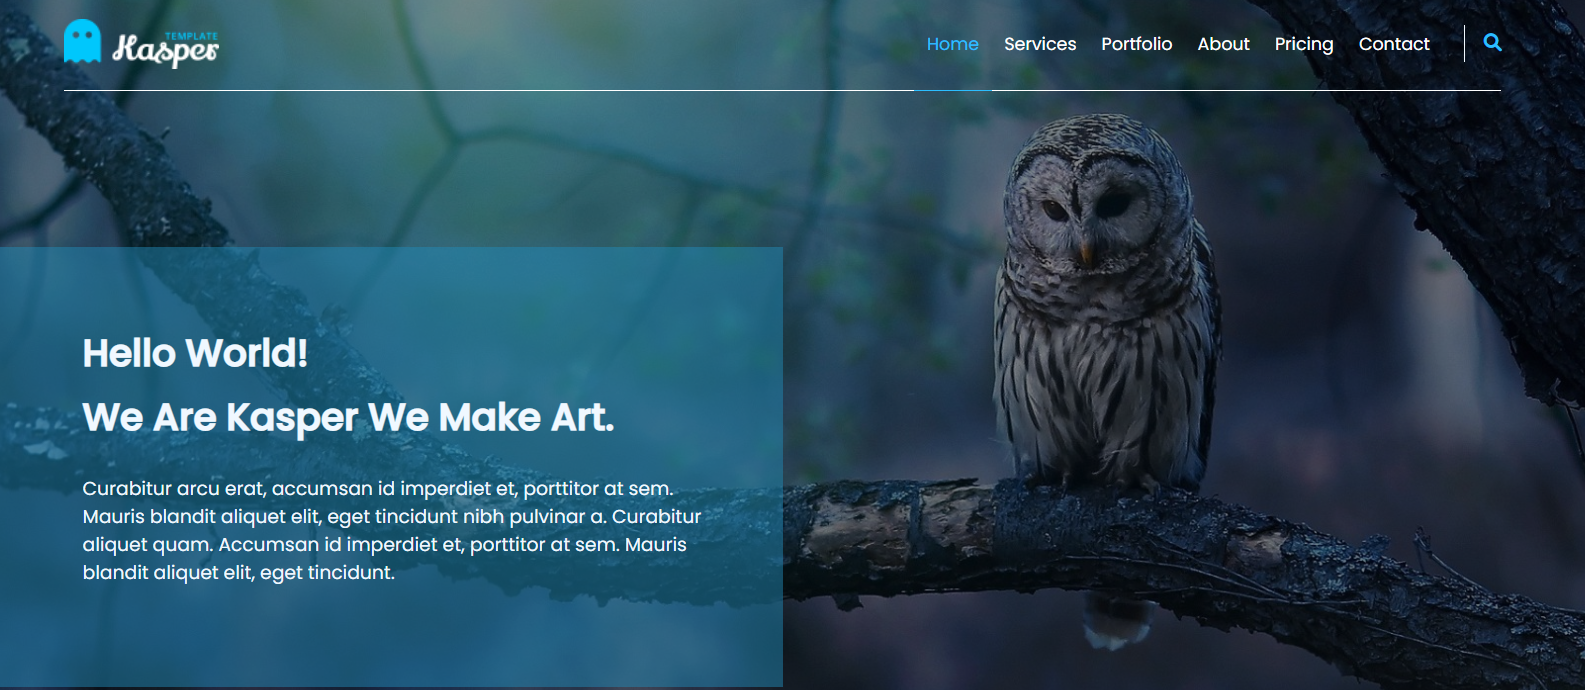 TEMPLATE
Kasper
Home Services Portfolio About Pricing Contact
Hello World!
We Are Kasper We Make Art.
Curabitur arcu erat, accumsan id imperdiet et, porttitor at sem.
Mauris blandit aliquet elit, eget tincidunt nibh pulvinar a. Curabitur
aliquet quam. Accumsan id imperdiet et, porttitor at sem. Mauris
blandit aliquet elit, eget tincidunt.